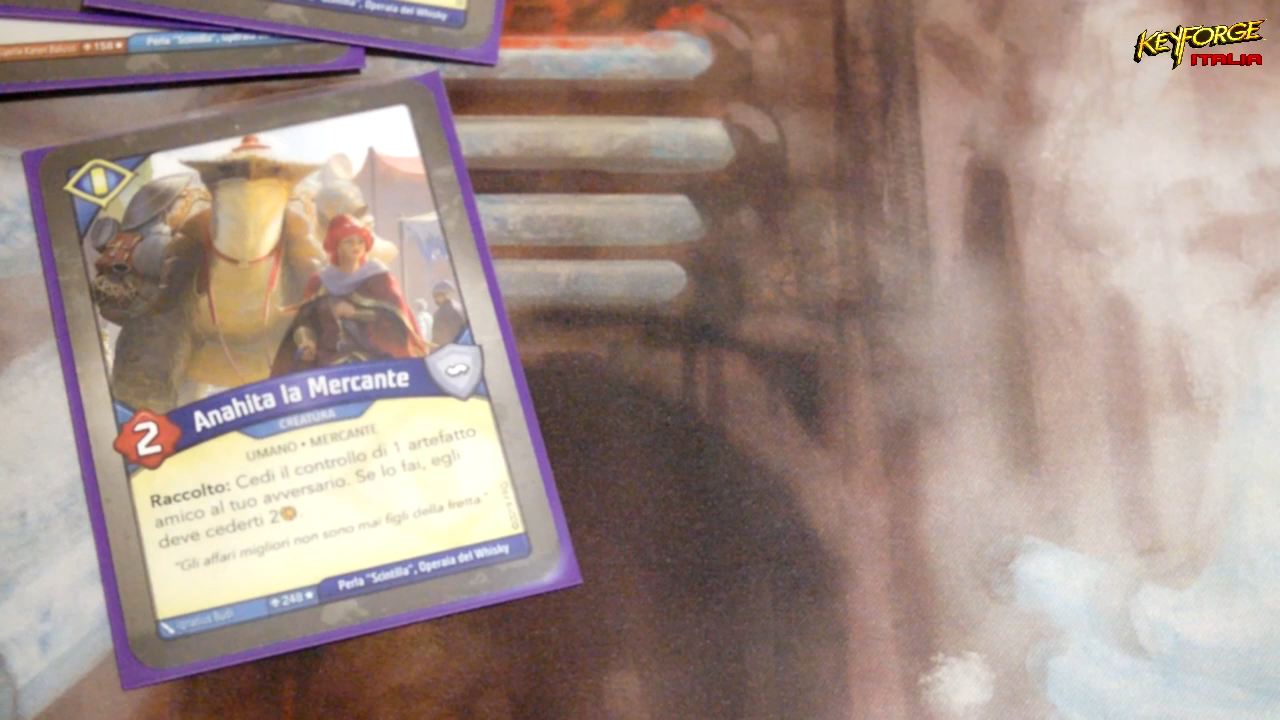 Operaia del Whisky
158
Perla "Scintilla", Operaia
KEYFORGE
ITALIA
Anahita la Mercante
2
CREATURA
UMANO • MERCANTE
Raccolto: Cedi il controllo di 1 artefatto
amico al tuo avversario. Se lo fai, egli
deve cederti 2.
"Gli affari migliori non sono mai figli della fretta."
248
Perla "Scintilla", Operaia del Whisky